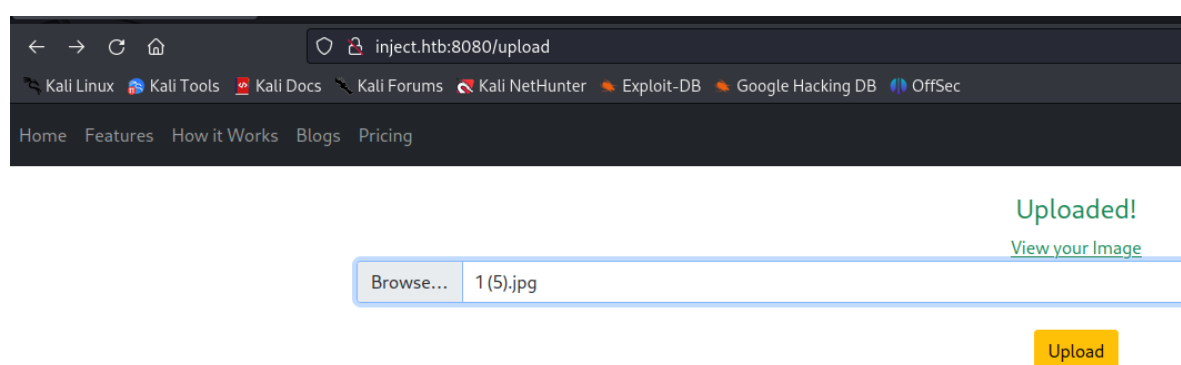 inject.htb:8080/upload
Kali Linux Kali Tools Kali Docs Kali Forums Kali NetHunter Exploit-DB Google Hacking DB OffSec
Home Features How it Works Blogs Pricing
Uploaded!
View your Image
Browse... 1 (5).jpg
Upload